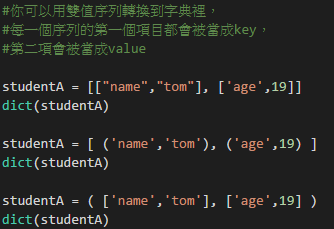 #你可以用雙值序列轉換到字典裡，
#每一個序列的第一個項目都會被當成key，
#第二項會被當成value
studentA = [["name","tom"], ['age',19]]
dict(studentA)
studentA = [ ('name','tom'), ('age',19) ]
dict(studentA)
studentA = ( ['name','tom'], ['age',19] )
dict(studentA)